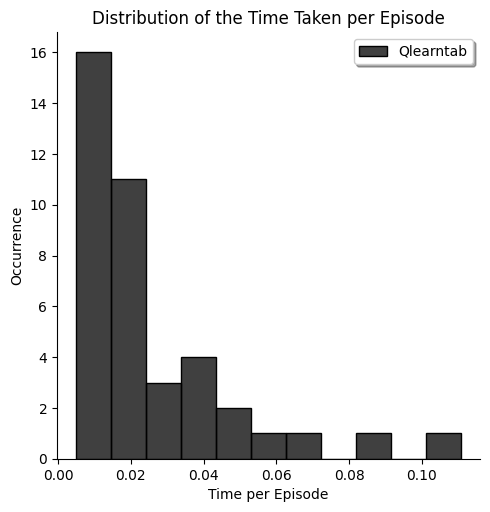 Distribution of the Time Taken per Episode
Qlearntab
16
14
12
10
8
6
4
2
0
Occurrence
0.00 0.02 0.04 0.06 0.08 0.10
Time per Episode